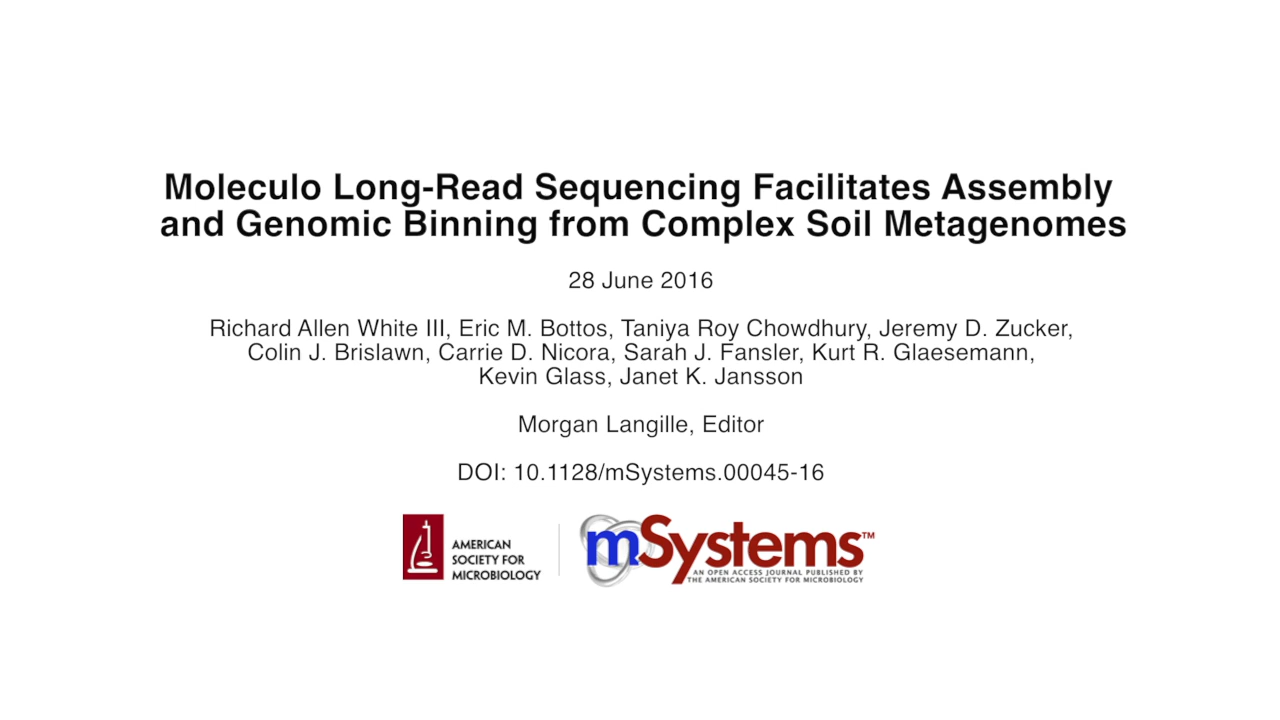 Moleculo Long-Read Sequencing Facilitates Assembly
and Genomic Binning from Complex Soil Metagenomes
28 June 2016
Richard Allen White III, Eric M. Bottos, Taniya Roy Chowdhury, Jeremy D. Zucker,
Colin J. Brislawn, Carrie D. Nicora, Sarah J. Fansler, Kurt R. Glaesemann,
Kevin Glass, Janet K. Jansson
Morgan Langille, Editor
DOI: 10.1128/mSystems.00045-16
AMERICAN
SOCIETY FOR
MICROBIOLOGY
mSystems™
AN OPEN ACCESS JOURNAL PUBLISHED BY
THE AMERICAN SOCIETY FOR MICROBIOLOGY